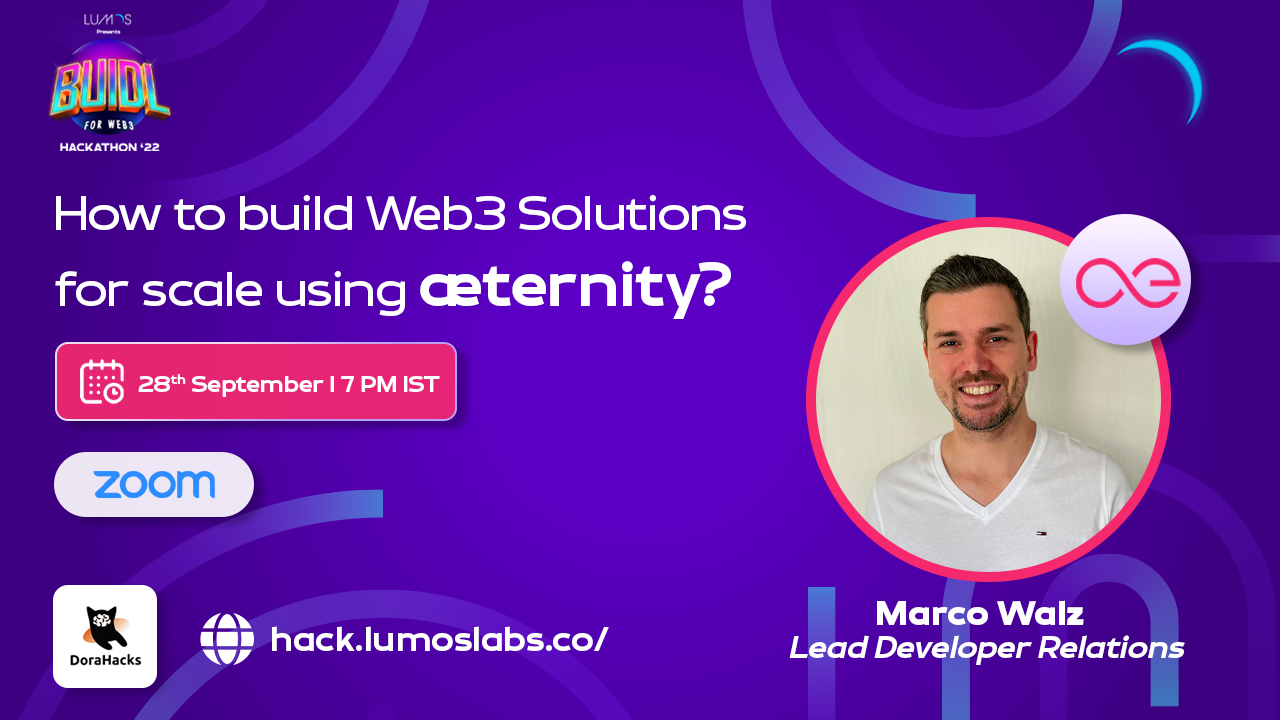 LUMOS
Presents
BUIDL
FOR WEB3
HACKATHON ‘22
How to build Web3 Solutions
for scale using æternity?
28th September | 7 PM IST
zoom
DoraHacks
hack.lumoslabs.co/
ae
Marco Walz
Lead Developer Relations